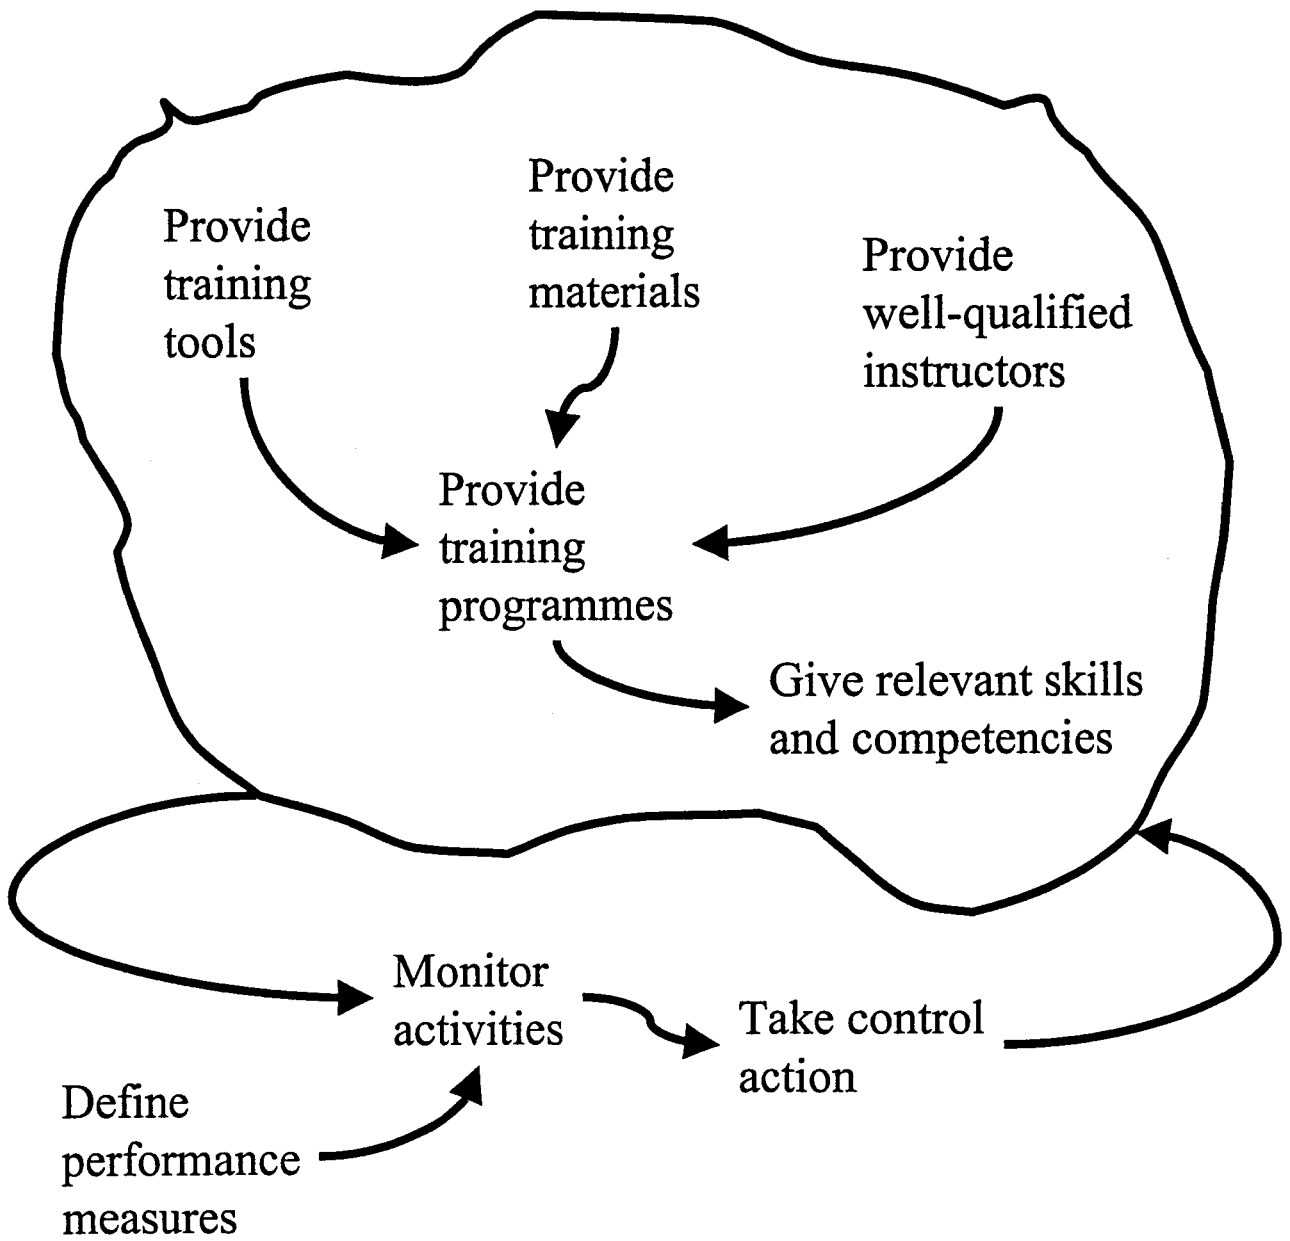 Provide
training
tools
Provide
training
materials
Provide
well-qualified
instructors
Provide
training
programmes
Give relevant skills
and competencies
Monitor
activities
Take control
action
Define
performance
measures